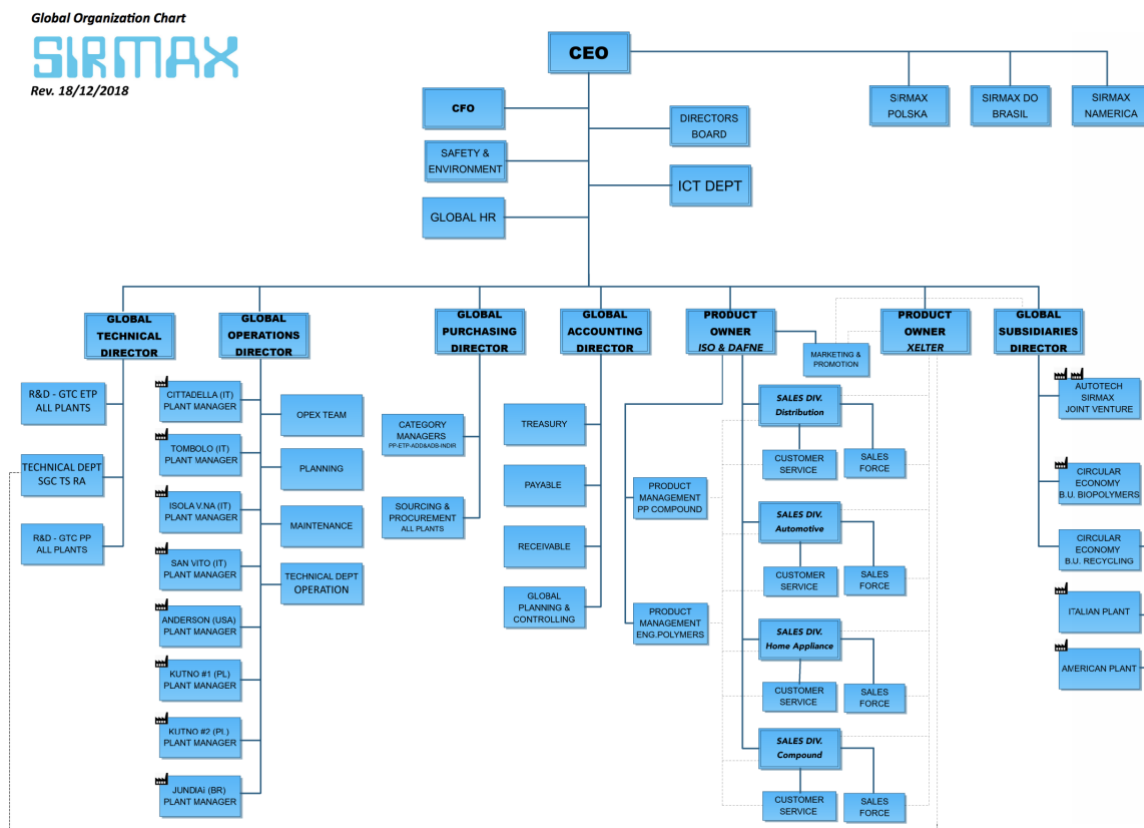 Global Organization Chart
SIRMAX
Rev. 18/12/2018
CEO
CFO
SAFETY &
ENVIRONMENT
GLOBAL HR
DIRECTORS
BOARD
ICT DEPT
SIRMAX
POLSKA
SIRMAX DO
BRASIL
SIRMAX
NAMERICA
GLOBAL
TECHNICAL
DIRECTOR
R&D - GTC ETP
ALL PLANTS
TECHNICAL DEPT
SGC TS RA
R&D - GTC PP
ALL PLANTS
GLOBAL
OPERATIONS
DIRECTOR
CITTADELLA (IT)
PLANT MANAGER
TOMBOLO (IT)
PLANT MANAGER
ISOLA V.NA (IT)
PLANT MANAGER
SAN VITO (IT)
PLANT MANAGER
ANDERSON (USA)
PLANT MANAGER
KUTNO #1 (PL)
PLANT MANAGER
KUTNO #2 (PL)
PLANT MANAGER
JUNDIAI (BR)
PLANT MANAGER
OPEX TEAM
PLANNING
MAINTENANCE
TECHNICAL DEPT
OPERATION
GLOBAL
PURCHASING
DIRECTOR
CATEGORY
MANAGERS
PP-ETP-ADD&ADS-INDIR
SOURCING &
PROCUREMENT
ALL PLANTS
GLOBAL
ACCOUNTING
DIRECTOR
TREASURY
PAYABLE
RECEIVABLE
GLOBAL
PLANNING &
CONTROLLING
PRODUCT
OWNER
ISO & DAFNE
MARKETING &
PROMOTION
PRODUCT
MANAGEMENT
PP COMPOUND
PRODUCT
MANAGEMENT
ENG.POLYMERS
SALES DIV.
Distribution
CUSTOMER
SERVICE
SALES
FORCE
SALES DIV.
Automotive
CUSTOMER
SERVICE
SALES
FORCE
SALES DIV.
Home Appliance
CUSTOMER
SERVICE
SALES
FORCE
SALES DIV.
Compound
CUSTOMER
SERVICE
SALES
FORCE
PRODUCT
OWNER
XELTER
GLOBAL
SUBSIDIARIES
DIRECTOR
AUTOTECH
SIRMAX
JOINT VENTURE
CIRCULAR
ECONOMY
B.U. BIOPOLYMERS
CIRCULAR
ECONOMY
B.U. RECYCLING
ITALIAN PLANT
AMERICAN PLANT